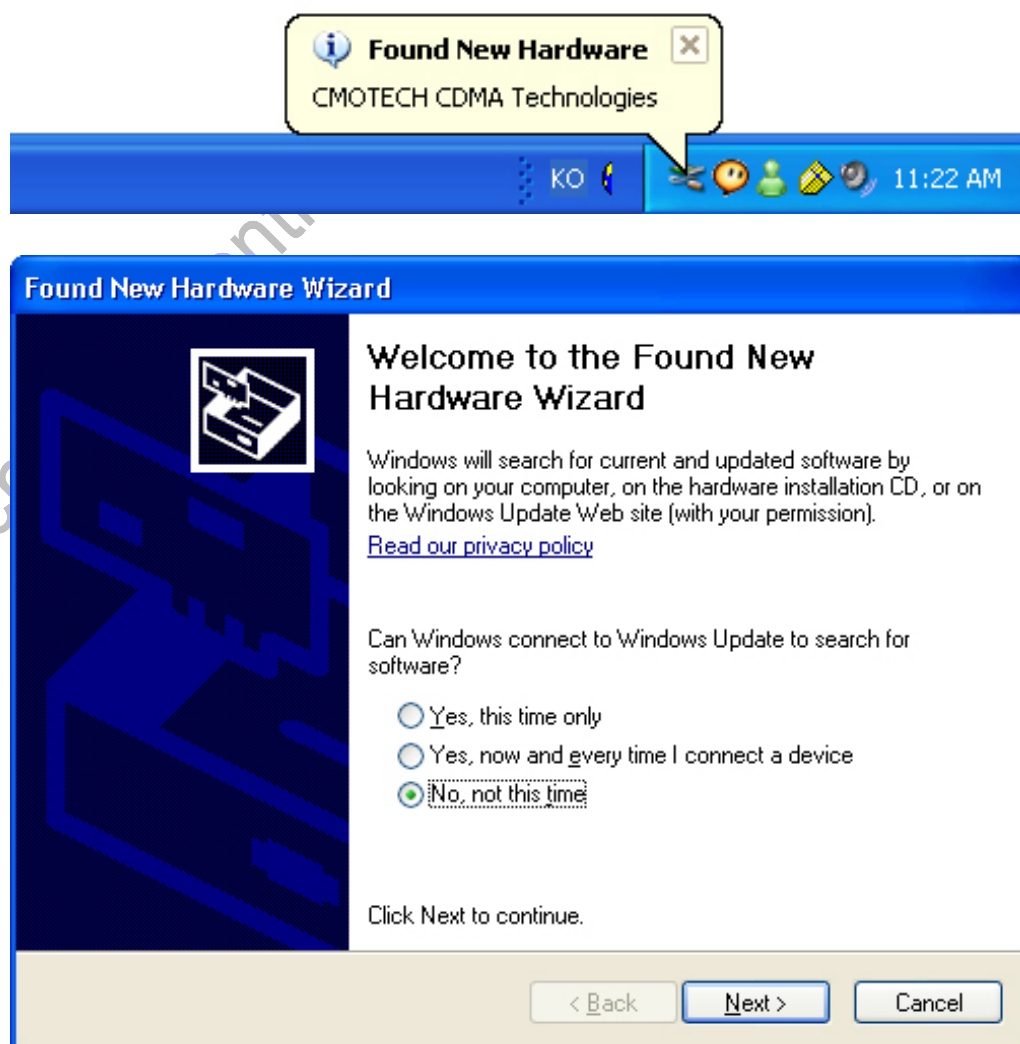 Found New Hardware
CMOTECH CDMA Technologies
KO
11:22 AM
Found New Hardware Wizard
Welcome to the Found New
Hardware Wizard
Windows will search for current and updated software by
looking on your computer, on the hardware installation CD, or on
the Windows Update Web site (with your permission).
Read our privacy policy
Can Windows connect to Windows Update to search for
software?
Yes, this time only
Yes, now and every time I connect a device
No, not this time
Click Next to continue.
< Back
Next >
Cancel